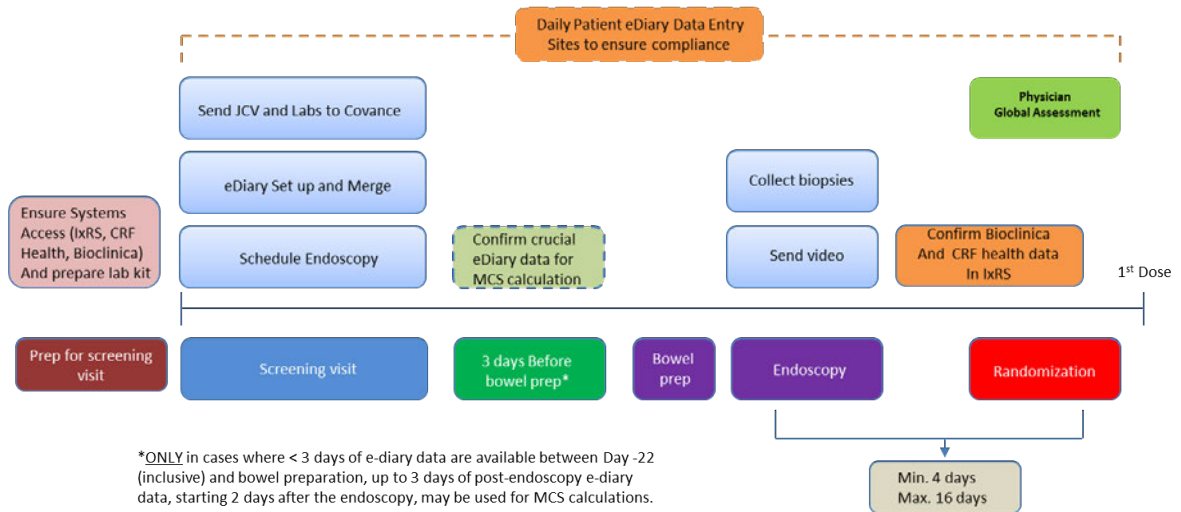 Daily Patient eDiary Data Entry
Sites to ensure compliance
Send JCV and Labs to Covance
Physician
Global Assessment
eDiary Set up and Merge
Collect biopsies
Ensure Systems
Access (IxRS, CRF
Health, Bioclinica)
And prepare lab kit
Schedule Endoscopy
Confirm crucial
eDiary data for
MCS calculation
Send video
Confirm Bioclinica
And CRF health data
In IxRS
1st Dose
Prep for screening
visit
Screening visit
3 days Before
bowel prep*
Bowel
prep
Endoscopy
Randomization
*ONLY in cases where < 3 days of e-diary data are available between Day -22
(inclusive) and bowel preparation, up to 3 days of post-endoscopy e-diary
data, starting 2 days after the endoscopy, may be used for MCS calculations.
Min. 4 days
Max. 16 days